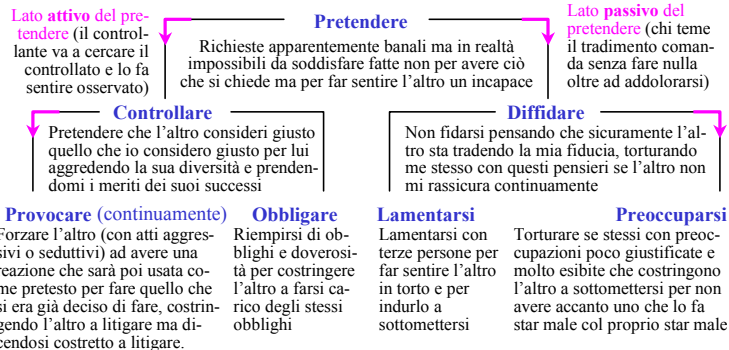 Lato attivo del pre-
tendere (il control-
lante va a cercare il
controllato e lo fa
sentire osservato)
Pretendere
Richieste apparentemente banali ma in realtà
impossibili da soddisfare fatte non per avere ciò
che si chiede ma per far sentire l’altro un incapace
Lato passivo del
pretendere (chi teme
il tradimento coman-
da senza fare nulla
oltre ad addolorarsi)
Controllare
Pretendere che l’altro consideri giusto
quello che io considero giusto per lui
aggredendo la sua diversità e prenden-
domi i meriti dei suoi successi
Diffidare
Non fidarsi pensando che sicuramente l’al-
tro sta tradendo la mia fiducia, torturando
me stesso con questi pensieri se l’altro non
mi rassicura continuamente
Provocare (continuamente)
Forzare l’altro (con atti aggres-
sivi o seduttivi) ad avere una
reazione che sarà poi usata co-
me pretesto per fare quello che
si era già deciso di fare, costrin-
gendo l’altro a litigare ma di-
cendosi costretto a litigare.
Obbligare
Riempirsi di ob-
blighi e doverosi-
tà per costringere
l’altro a farsi ca-
rico degli stessi
obblighi
Lamentarsi
Lamentarsi con
terze persone per
far sentire l’altro
in torto e per
indurlo a
sottomettersi
Preoccuparsi
Torturare se stessi con preoc-
cupazioni poco giustificate e
molto esibite che costringono
l’altro a sottomettersi per non
avere accanto uno che lo fa
star male col proprio star male